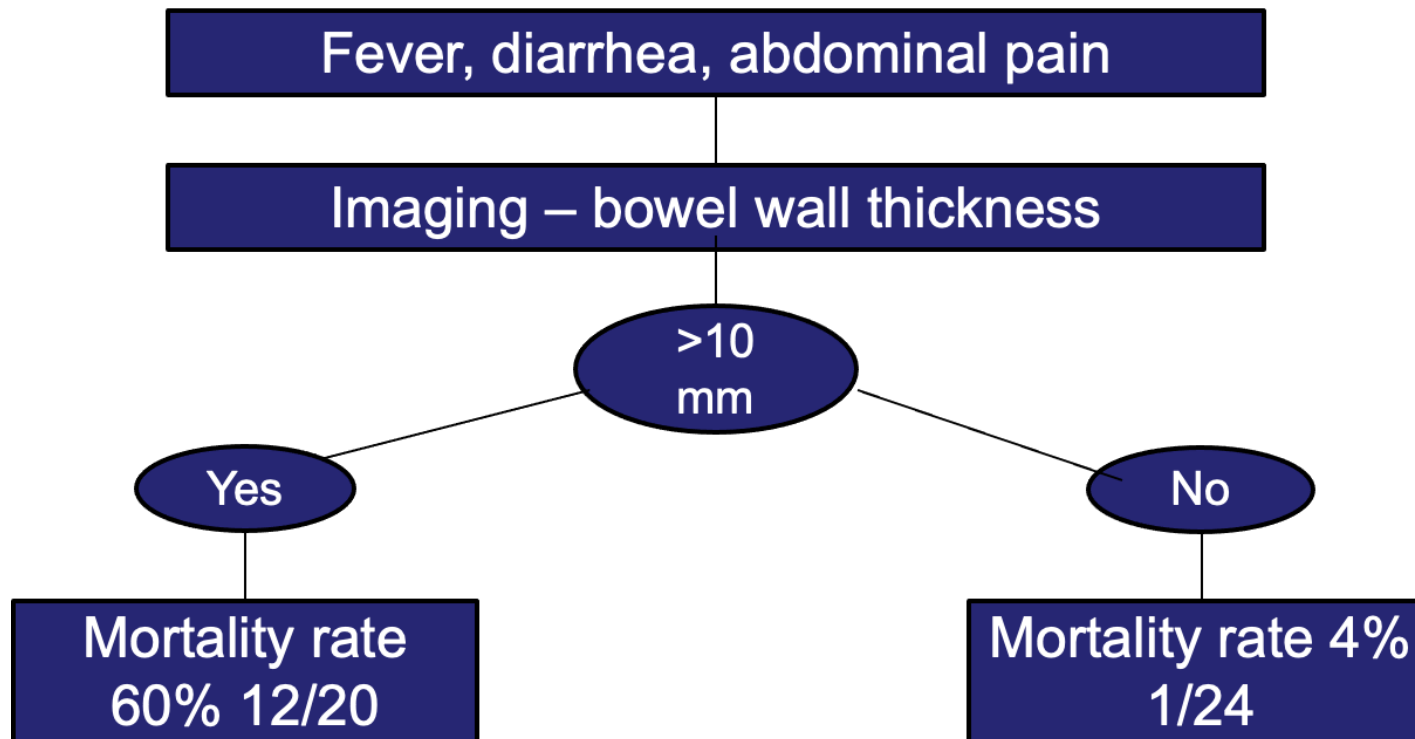 Fever, diarrhea, abdominal pain
Imaging – bowel wall thickness
>10
mm
Yes
No
Mortality rate
60% 12/20
Mortality rate 4%
1/24